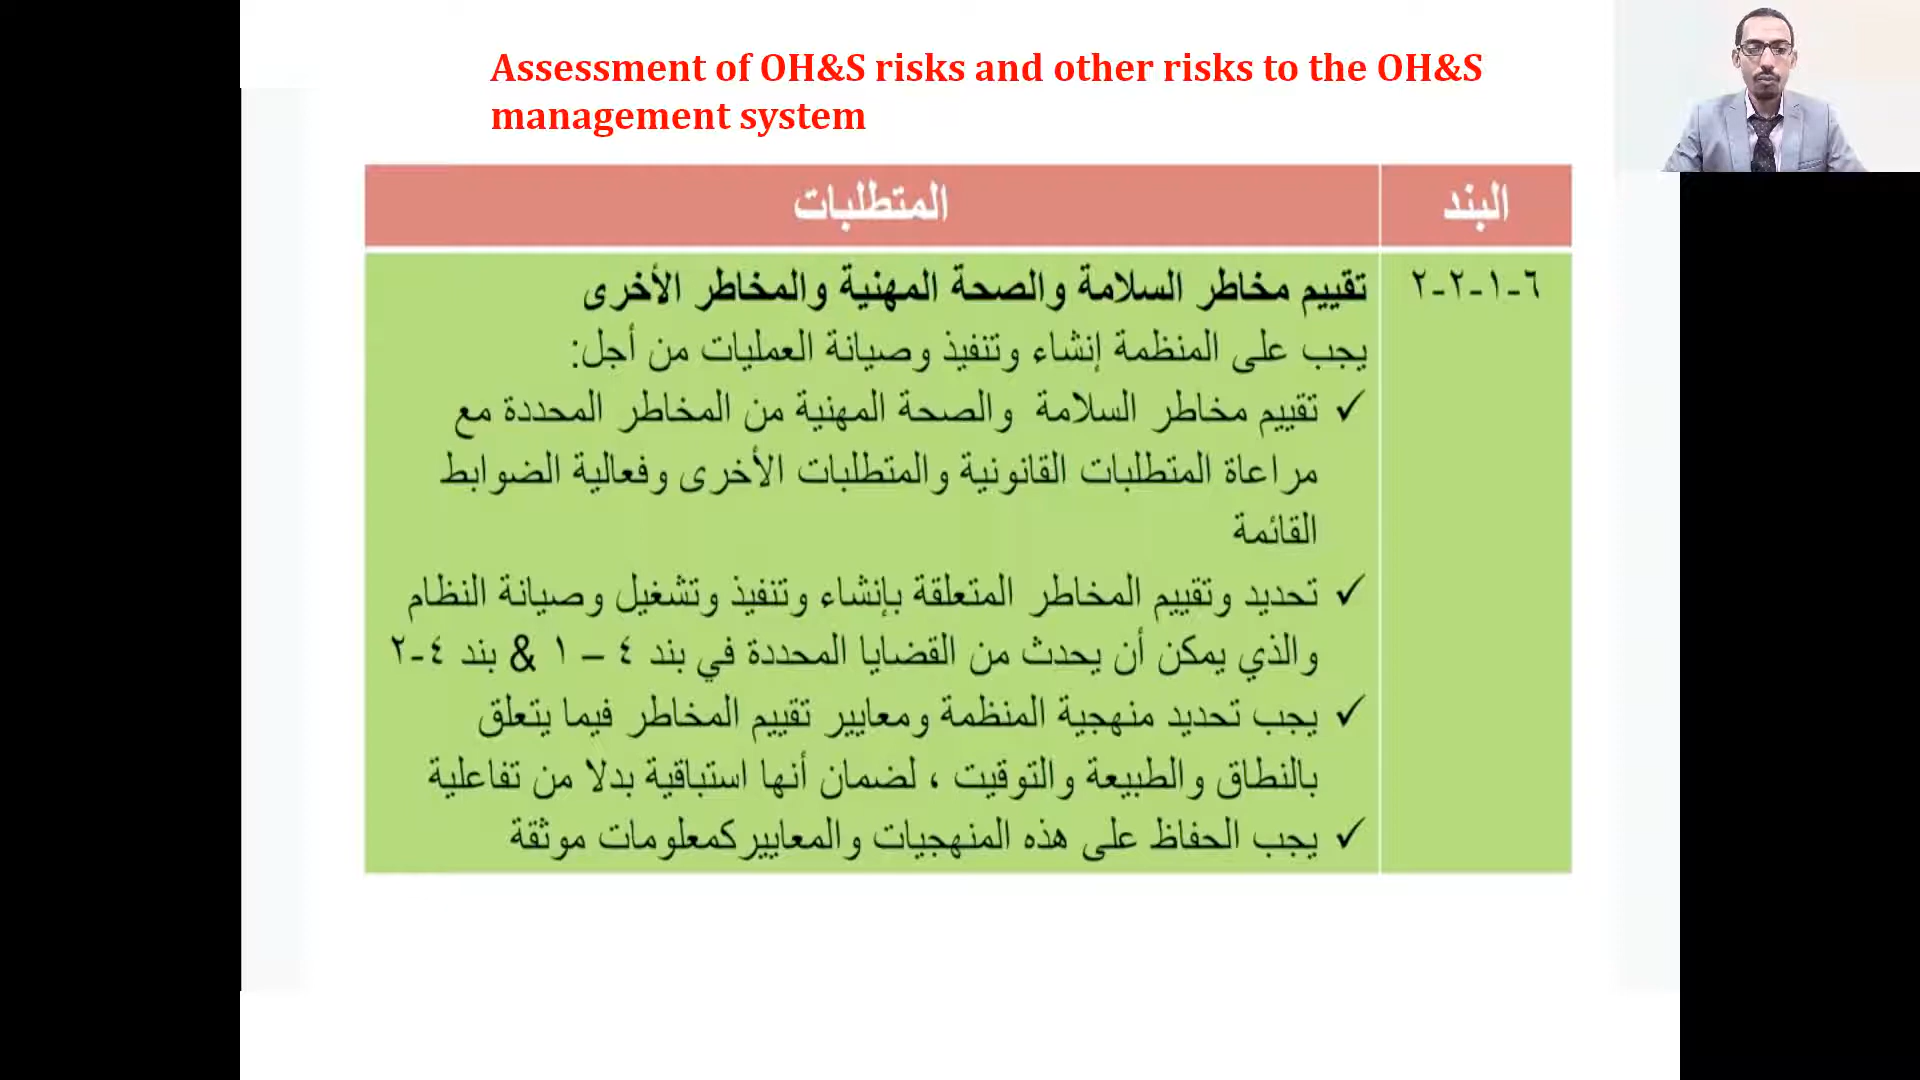 Assessment of OH&S risks and other risks to the OH&S
management system
البند
المتطلبات
٦-١-٢-٢
تقييم مخاطر السلامة والصحة المهنية والمخاطر الأخرى
يجب على المنظمة إنشاء وتنفيذ وصيانة العمليات من أجل:
✓ تقييم مخاطر السلامة والصحة المهنية من المخاطر المحددة مع
مراعاة المتطلبات القانونية والمتطلبات الأخرى وفعالية الضوابط
القائمة
✓ تحديد وتقييم المخاطر المتعلقة بإنشاء وتنفيذ وتشغيل وصيانة النظام
والذي يمكن أن يحدث من القضايا المحددة في بند ٤ – ١ & بند ٤-٢
✓ يجب تحديد منهجية المنظمة ومعايير تقييم المخاطر فيما يتعلق
بالنطاق والطبيعة والتوقيت ، لضمان أنها استباقية بدلا من تفاعلية
✓ يجب الحفاظ على هذه المنهجيات والمعاييركمعلومات موثقة